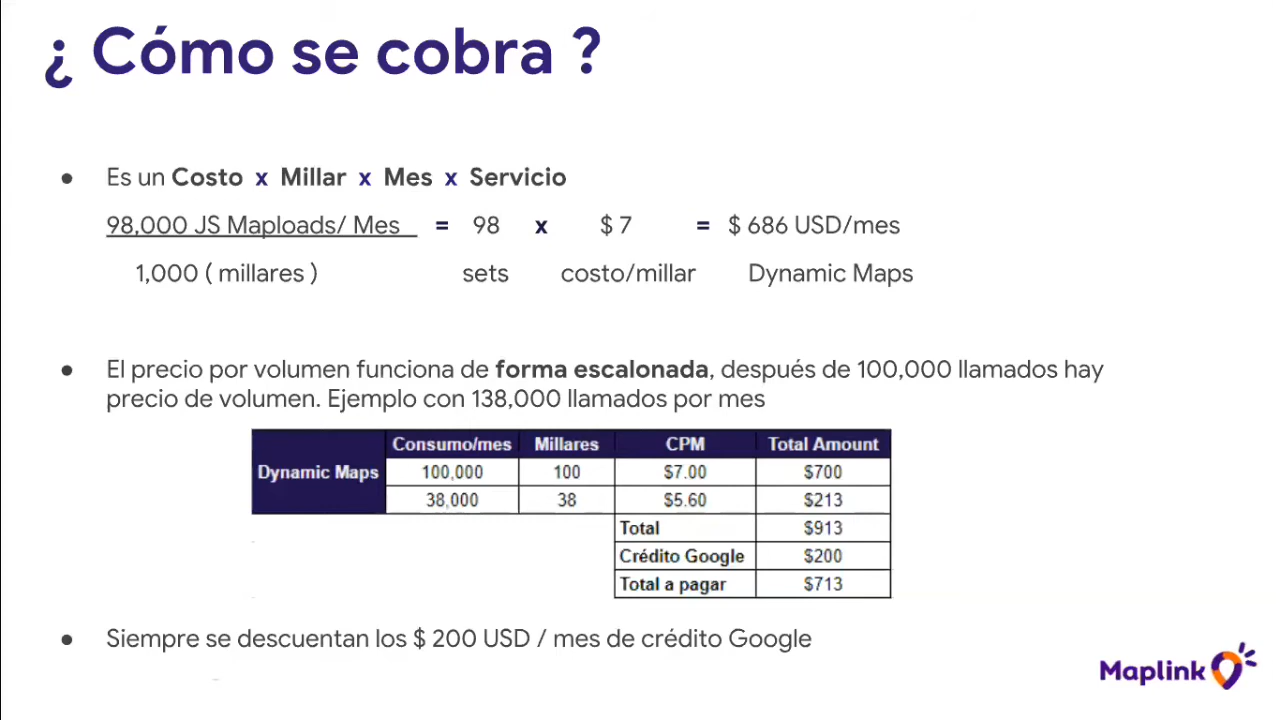 ¿ Cómo se cobra ?
● Es un Costo x Millar x Mes x Servicio
98,000 JS Maploads/ Mes = 98 x $ 7 = $ 686 USD/mes
1,000 ( millares ) sets costo/millar Dynamic Maps
● El precio por volumen funciona de forma escalonada, después de 100,000 llamados hay
precio de volumen. Ejemplo con 138,000 llamados por mes
Consumo/mes Millares CPM Total Amount
Dynamic Maps 100,000 100 $7.00 $700
38,000 38 $5.60 $213
Total $913
Crédito Google $200
Total a pagar $713
● Siempre se descuentan los $ 200 USD / mes de crédito Google
Maplink